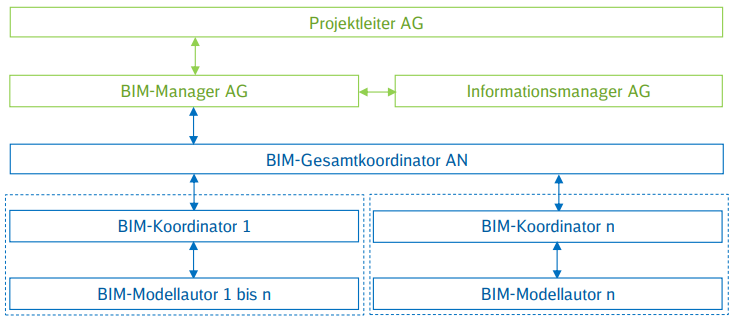 Projektleiter AG
BIM-Manager AG
Informationsmanager AG
BIM-Gesamtkoordinator AN
BIM-Koordinator 1
BIM-Koordinator n
BIM-Modellautor 1 bis n
BIM-Modellautor n